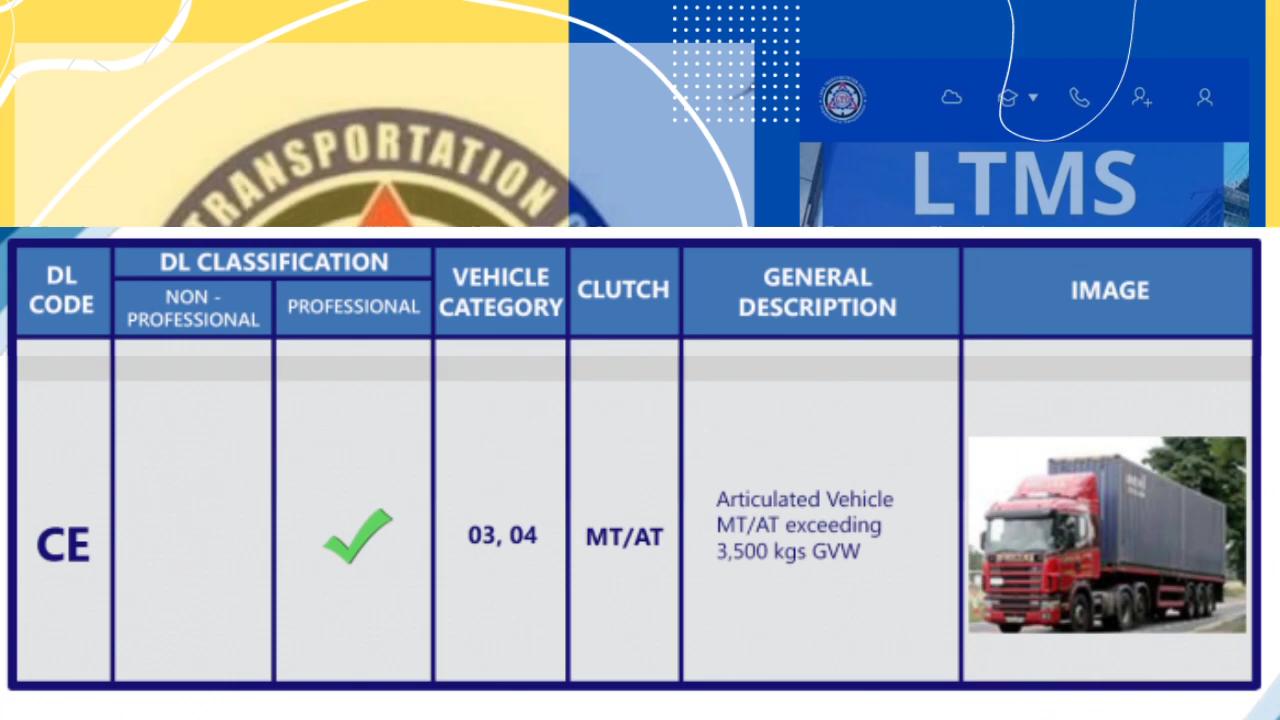 TRANSPORTATION
LTMS
DL
CODE
DL CLASSIFICATION
NON -
PROFESSIONAL
PROFESSIONAL
VEHICLE
CATEGORY
CLUTCH
GENERAL
DESCRIPTION
IMAGE
CE
03, 04
MT/AT
Articulated Vehicle
MT/AT exceeding
3,500 kgs GVW